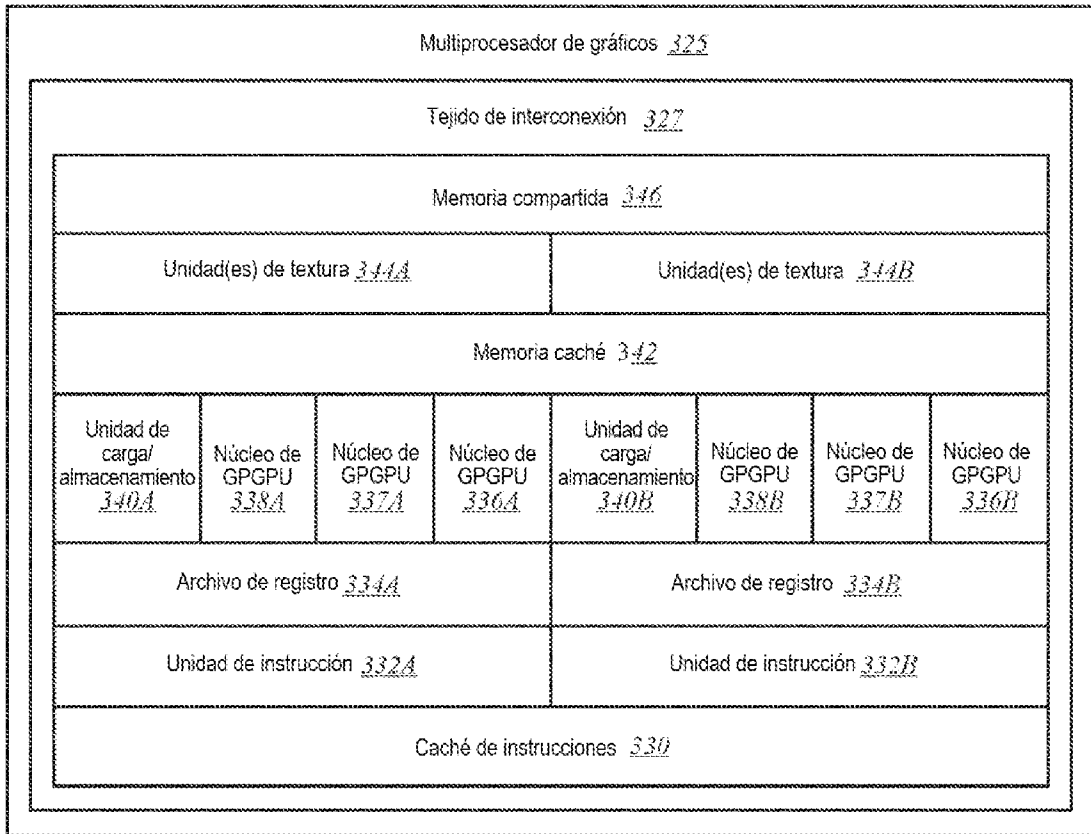 Multiprocesador de gráficos 325
Tejido de interconexión 327
Memoria compartida 346
Unidad(es) de textura 344A
Unidad(es) de textura 344B
Memoria caché 342
Unidad de
carga/
almacenamiento
340A
Núcleo de
GPGPU
338A
Núcleo de
GPGPU
337A
Núcleo de
GPGPU
336A
Unidad de
carga/
almacenamiento
340B
Núcleo de
GPGPU
338B
Núcleo de
GPGPU
337B
Núcleo de
GPGPU
336B
Archivo de registro 334A
Archivo de registro 334B
Unidad de instrucción 332A
Unidad de instrucción 332B
Caché de instrucciones 330